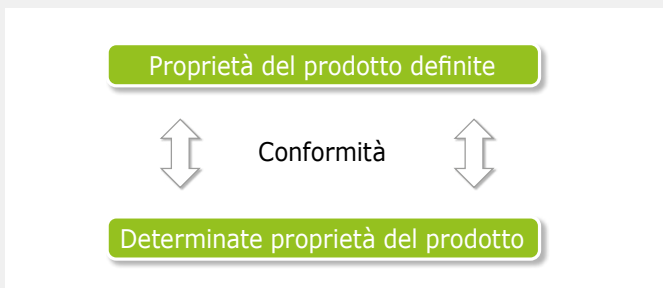 Proprietà del prodotto definite
Conformità
Determinate proprietà del prodotto